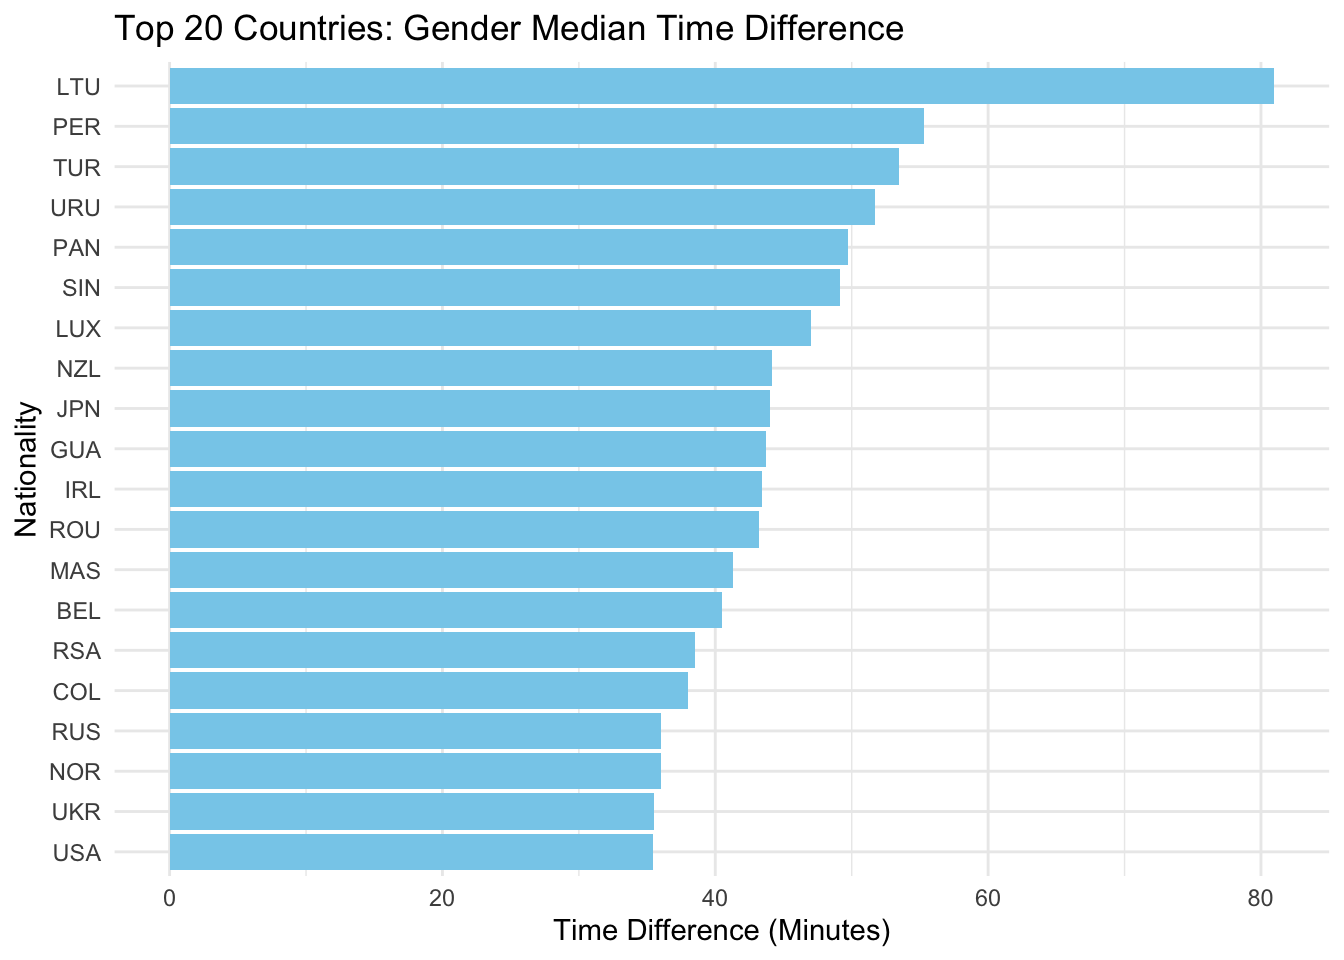 Top 20 Countries: Gender Median Time Difference
Nationality
LTU
PER
TUR
URU
PAN
SIN
LUX
NZL
JPN
GUA
IRL
ROU
MAS
BEL
RSA
COL
RUS
NOR
UKR
USA
0 20 40 60 80
Time Difference (Minutes)